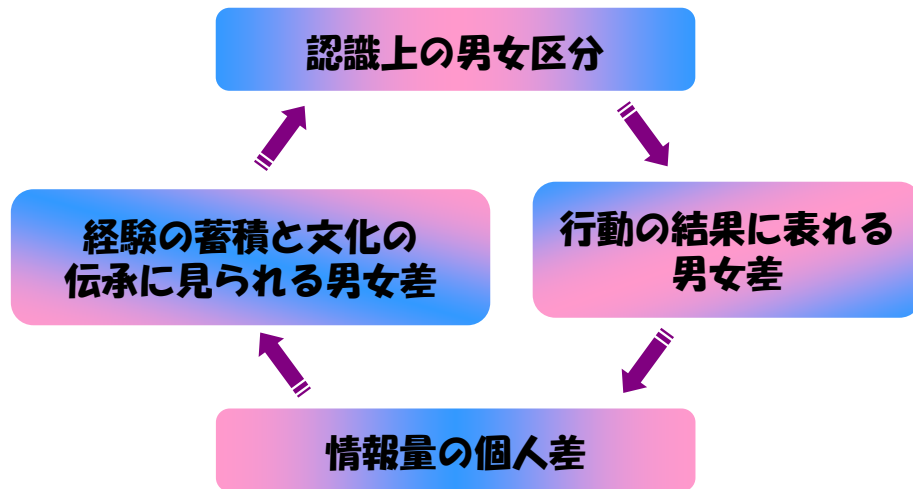 認識上の男女区分
経験の蓄積と文化の
伝承に見られる男女差
行動の結果に表れる
男女差
情報量の個人差